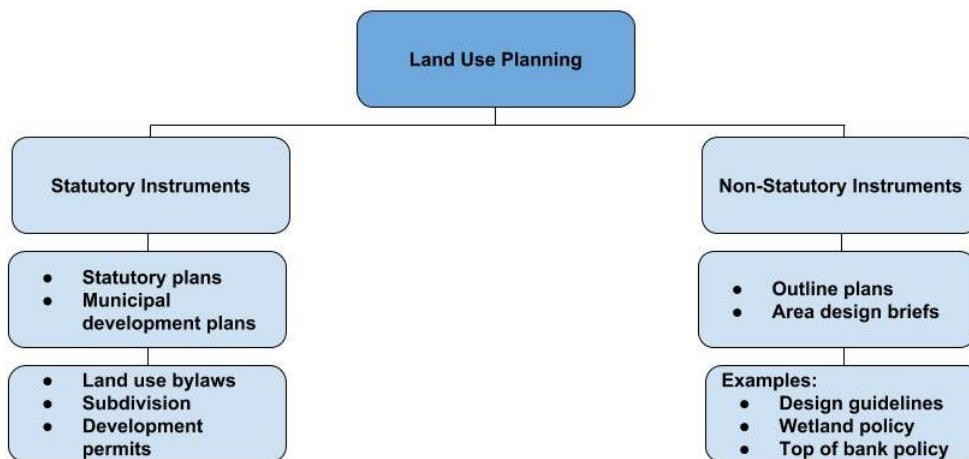 Land Use Planning
Statutory Instruments
Non-Statutory Instruments
● Statutory plans
● Municipal
development plans
● Outline plans
● Area design briefs
● Land use bylaws
● Subdivision
● Development
permits
Examples:
● Design guidelines
● Wetland policy
● Top of bank policy